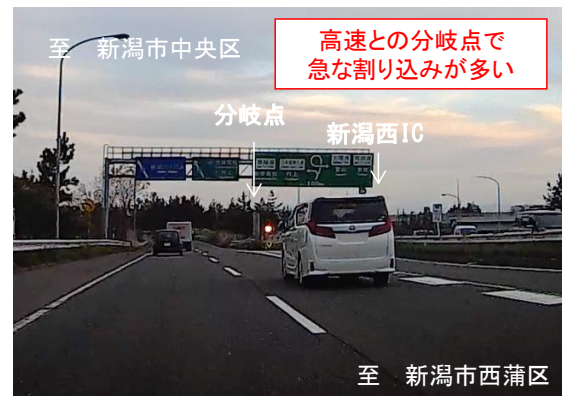 至　新潟市中央区
高速との分岐点で
急な割り込みが多い
分岐点
新潟西IC
至　新潟市西蒲区